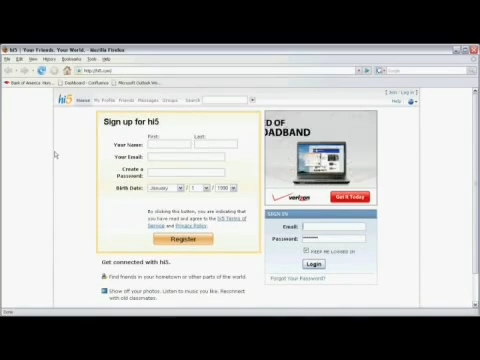 hi5 | Your Friends. Your World. - Mozilla Firefox
File Edit View History Bookmarks Tools Help
http://hi5.com/
Bank of America Dashboard - Confluence Microsoft Outlook
Join | Log in
hi5 Home My Profile Friends Messages Groups Search
Help
Sign up for hi5
First: Last:
Your Name:
Your Email:
Create a
Password:
Birth Date: January / 1 /
By clicking this button, you are indicating that
you have read and agree to the hi5 Terms of
Service and Privacy Policy.
Register
Get connected with hi5.
Find friends in your hometown or other parts of the world.
Show off your photos. Listen to music you like. Reconnect
with old classmates.
ED OF
OADBAND
verizon
Get It Today
SIGN IN
Email:
Password:
KEEP ME LOGGED IN
Login
Forgot Your Password?
Done